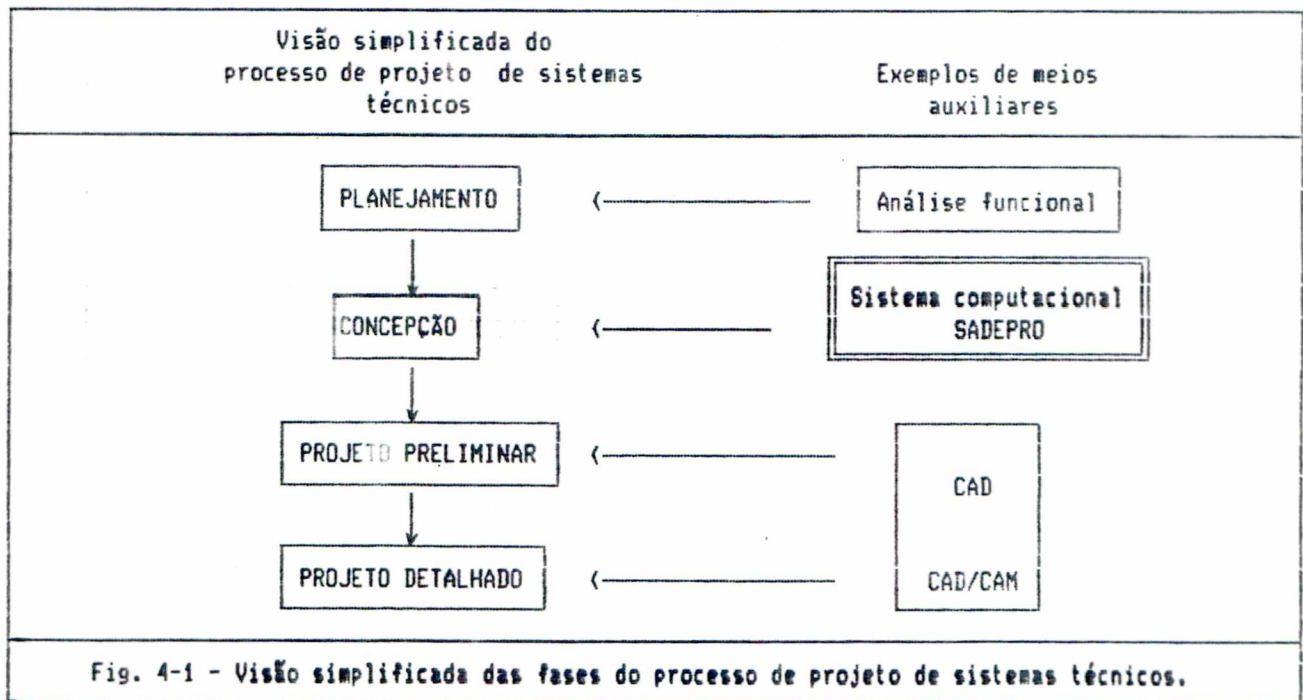 Visão simplificada do
processo de projeto de sistemas
técnicos
Exemplos de meios
auxiliares
PLANEJAMENTO
Análise funcional
CONCEPÇÃO
Sistema computacional
SADEPRO
PROJETO PRELIMINAR
CAD
PROJETO DETALHADO
CAD/CAM
Fig. 4-1 - Visão simplificada das fases do processo de projeto de sistemas técnicos.